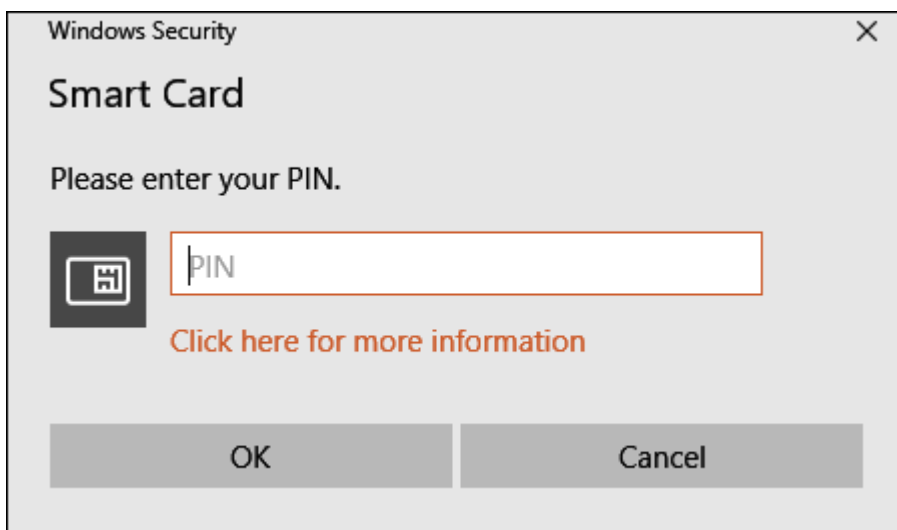 Windows Security
Smart Card
Please enter your PIN.
PIN
Click here for more information
OK
Cancel